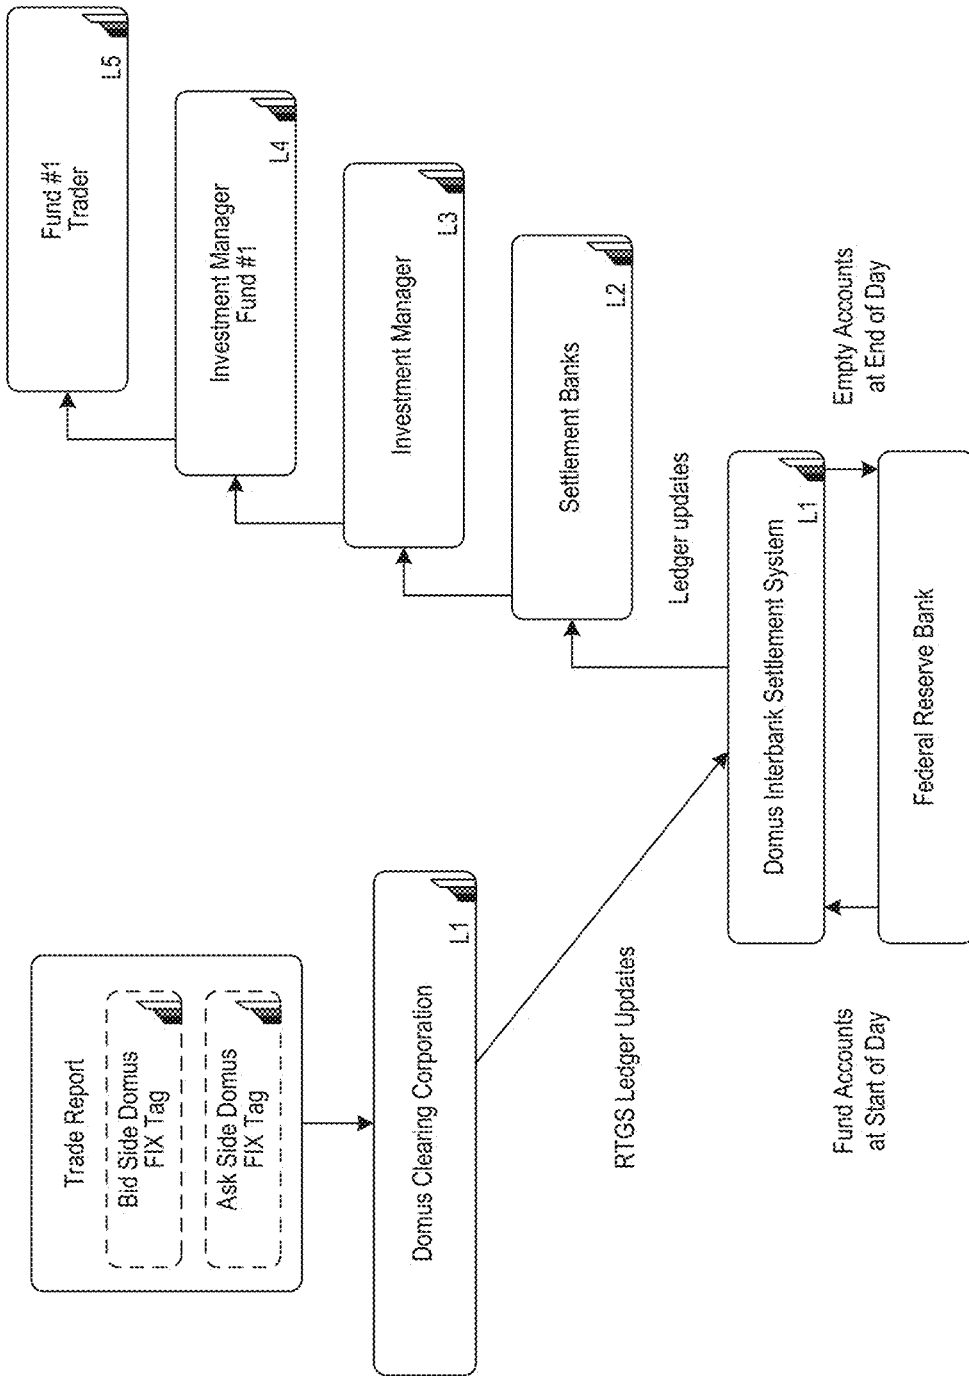 Trade Report
Bid Side Domus
FIX Tag
Ask Side Domus
FIX Tag
Domus Clearing Corporation
L1
RTGS Ledger Updates
Fund #1
Trader
L5
Investment Manager
Fund #1
L4
Investment Manager
L3
Settlement Banks
L2
Ledger updates
Domus Interbank Settlement System
L1
Fund Accounts
at Start of Day
Empty Accounts
at End of Day
Federal Reserve Bank